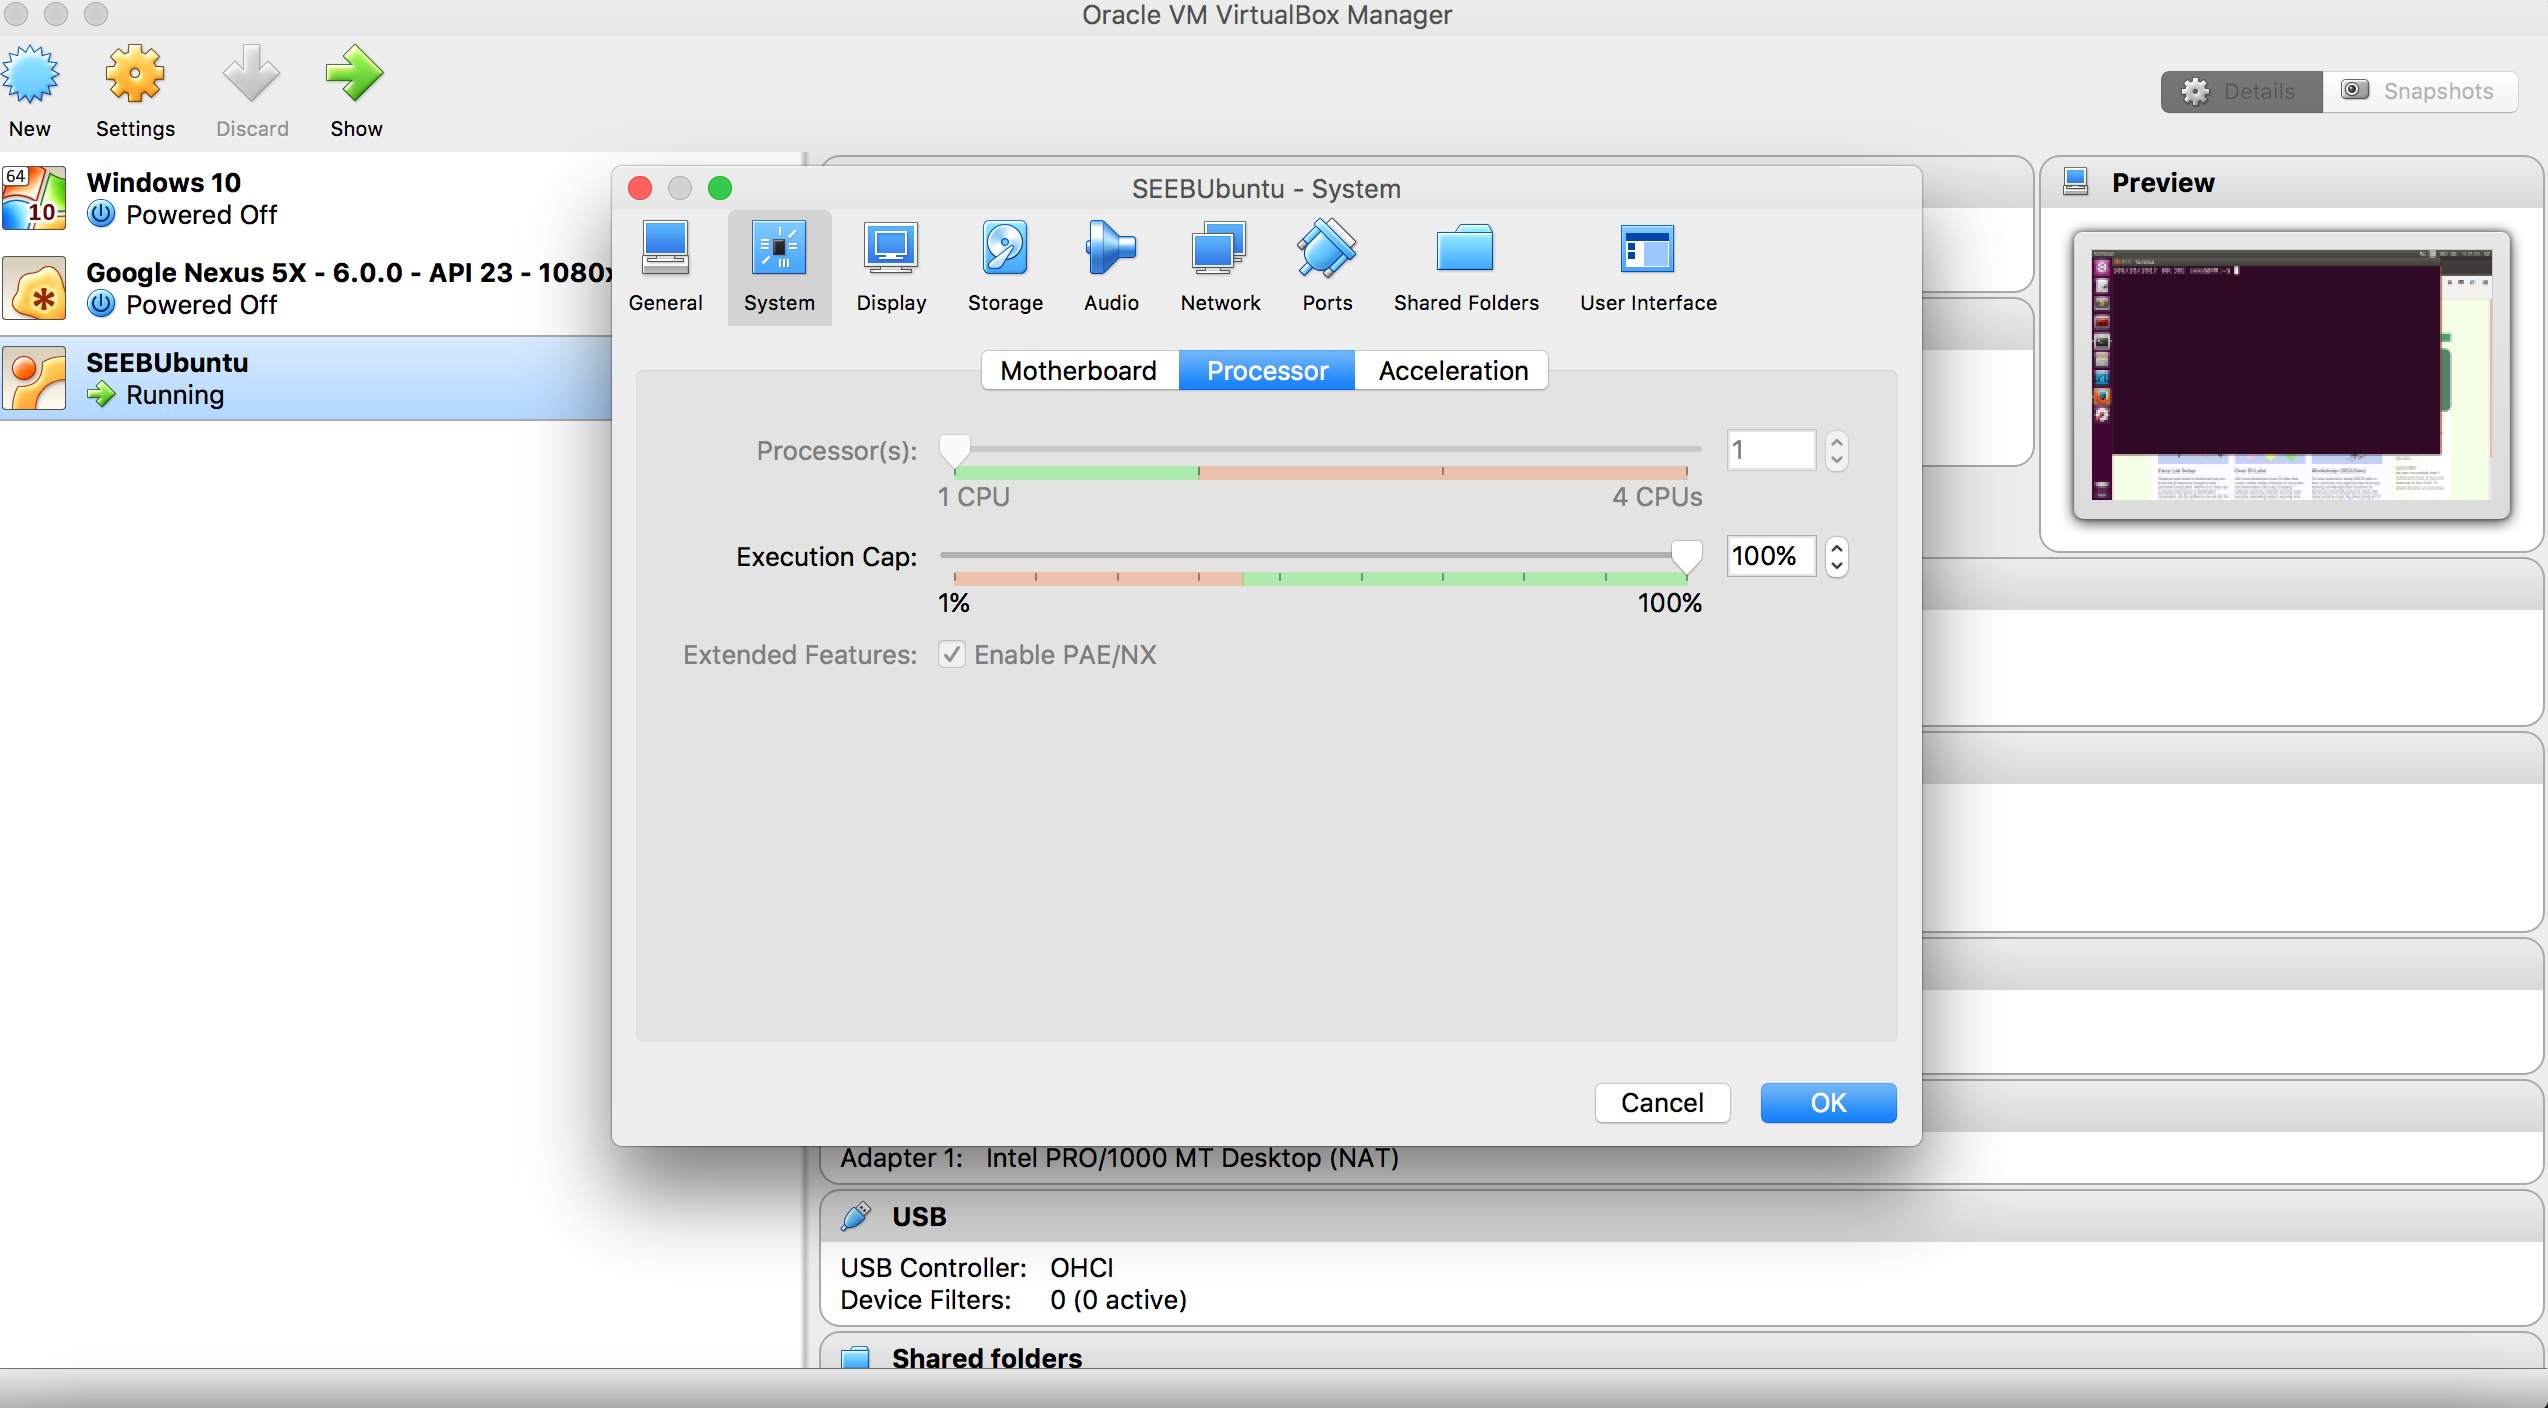 Oracle VM VirtualBox Manager
New
Settings
Discard
Show
Details
Snapshots
64
10
Windows 10
Powered Off
Google Nexus 5X - 6.0.0 - API 23 - 1080x
Powered Off
SEEBUbuntu
Running
SEEBUbuntu - System
General
System
Display
Storage
Audio
Network
Ports
Shared Folders
User Interface
Motherboard
Processor
Acceleration
Processor(s):
1
1 CPU
4 CPUs
Execution Cap:
100%
1%
100%
Extended Features:
Enable PAE/NX
Cancel
OK
Preview
Adapter 1: Intel PRO/1000 MT Desktop (NAT)
USB
USB Controller: OHCI
Device Filters: 0 (0 active)
Shared folders